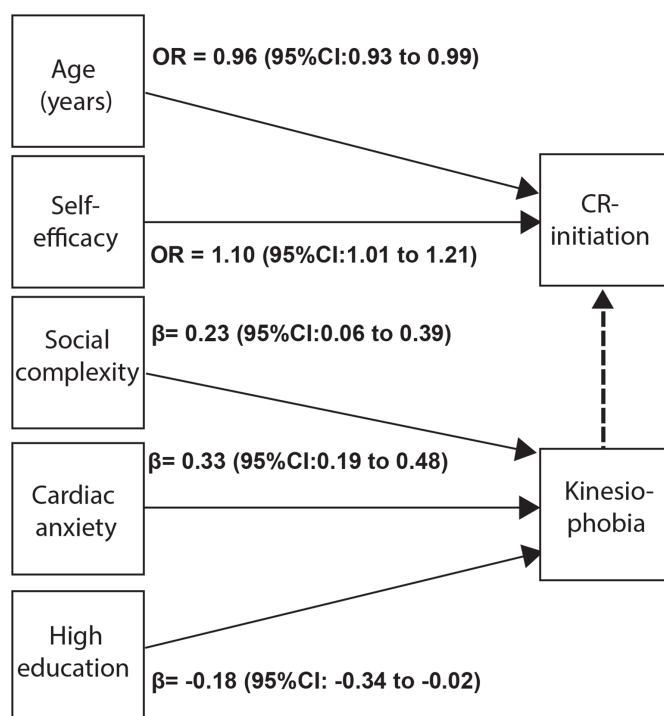 Age
(years)
OR = 0.96 (95%CI:0.93 to 0.99)
Self-
efficacy
OR = 1.10 (95%CI:1.01 to 1.21)
CR-
initiation
Social
complexity
β= 0.23 (95%CI:0.06 to 0.39)
Cardiac
anxiety
β= 0.33 (95%CI:0.19 to 0.48)
Kinesio-
phobia
High
education
β= -0.18 (95%CI: -0.34 to -0.02)